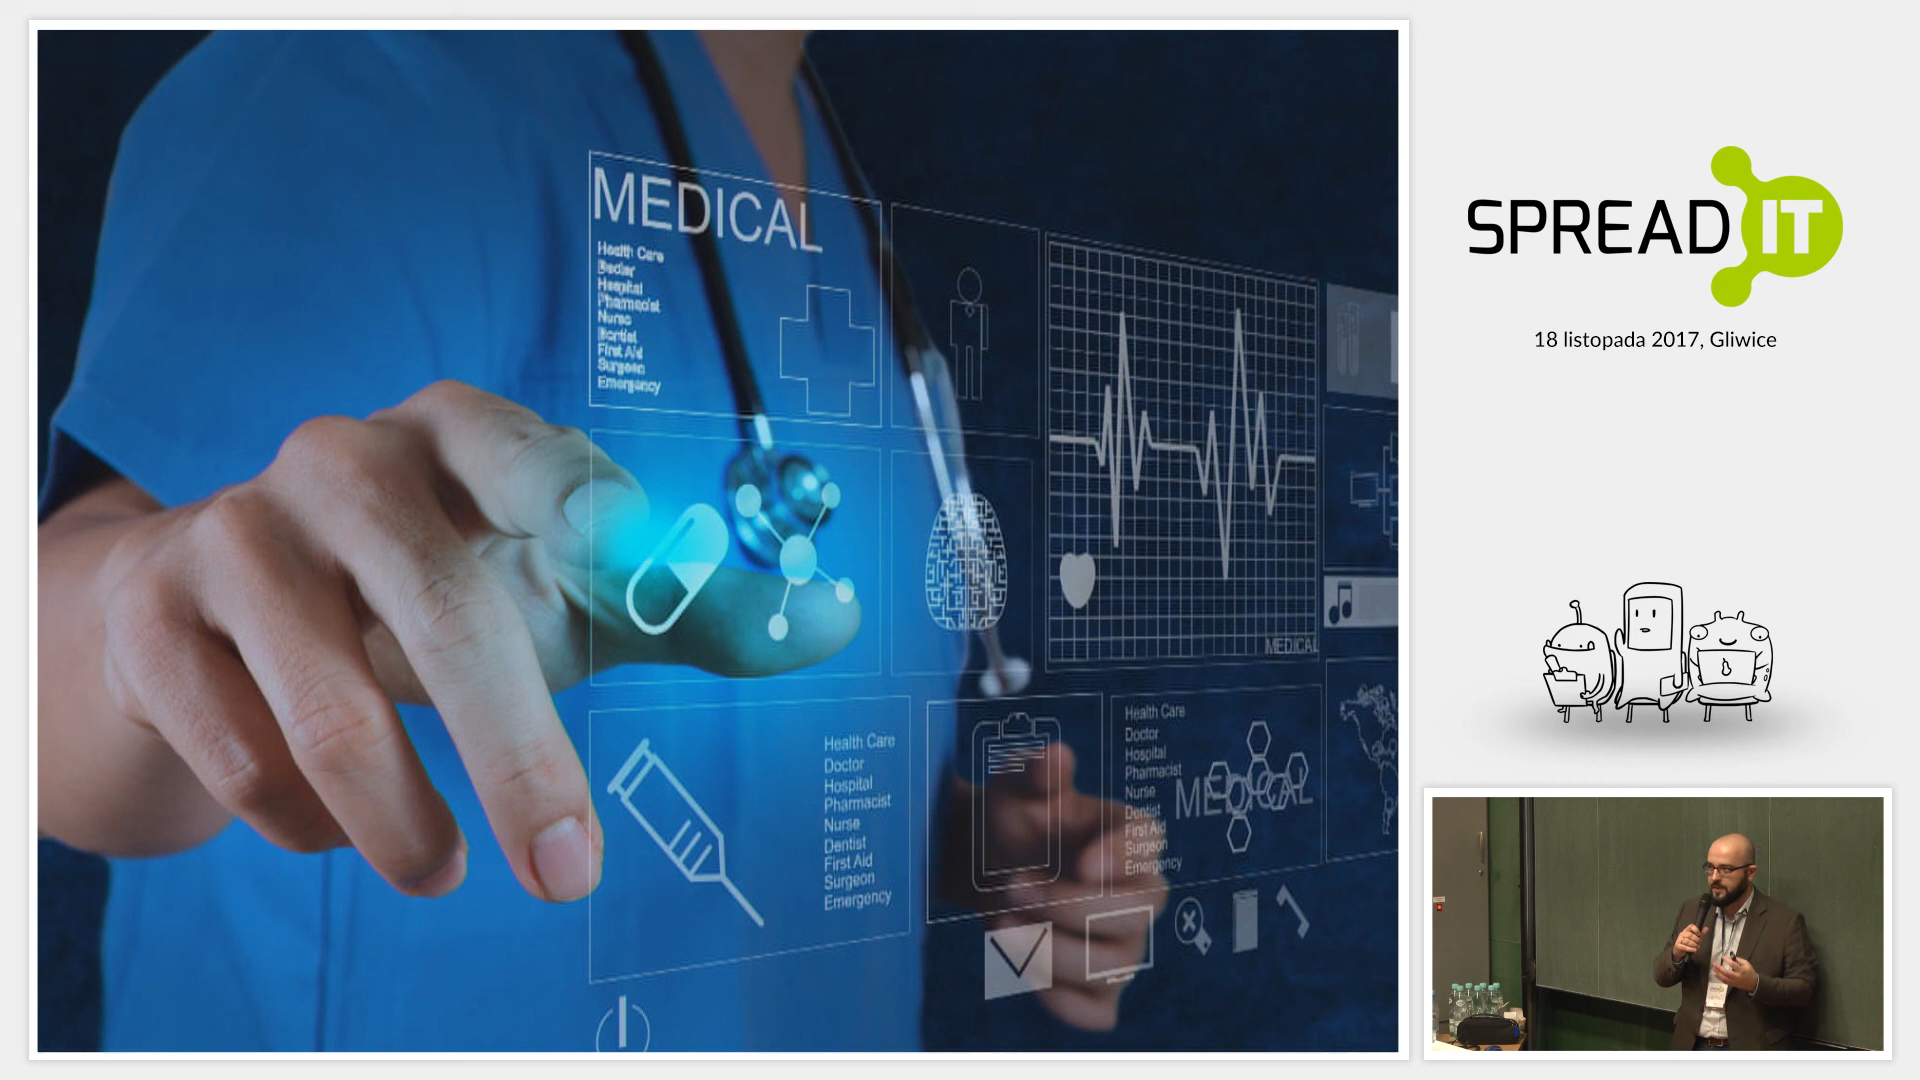 MEDICAL
Health Care
Doctor
Hospital
Pharmacist
Nurse
Dentist
First Aid
Surgeon
Emergency
MEDICAL
Health Care
Doctor
Hospital
Pharmacist
Nurse
Dentist
First Aid
Surgeon
Emergency
Health Care
Doctor
Hospital
Pharmacist
Nurse
Dentist
First Aid
Surgeon
Emergency
MEDICAL
SPREAD IT
18 listopada 2017, Gliwice